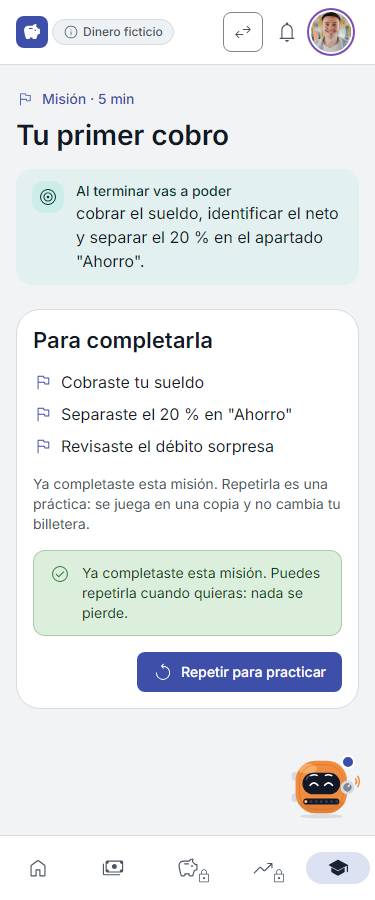 Dinero ficticio
Misión · 5 min
Tu primer cobro
Al terminar vas a poder
cobrar el sueldo, identificar el neto
y separar el 20 % en el apartado
"Ahorro".
Para completarla
Cobraste tu sueldo
Separaste el 20 % en "Ahorro"
Revisaste el débito sorpresa
Ya completaste esta misión. Repetirla es una
práctica: se juega en una copia y no cambia tu
billetera.
Ya completaste esta misión. Puedes
repetirla cuando quieras: nada se
pierde.
Repetir para practicar